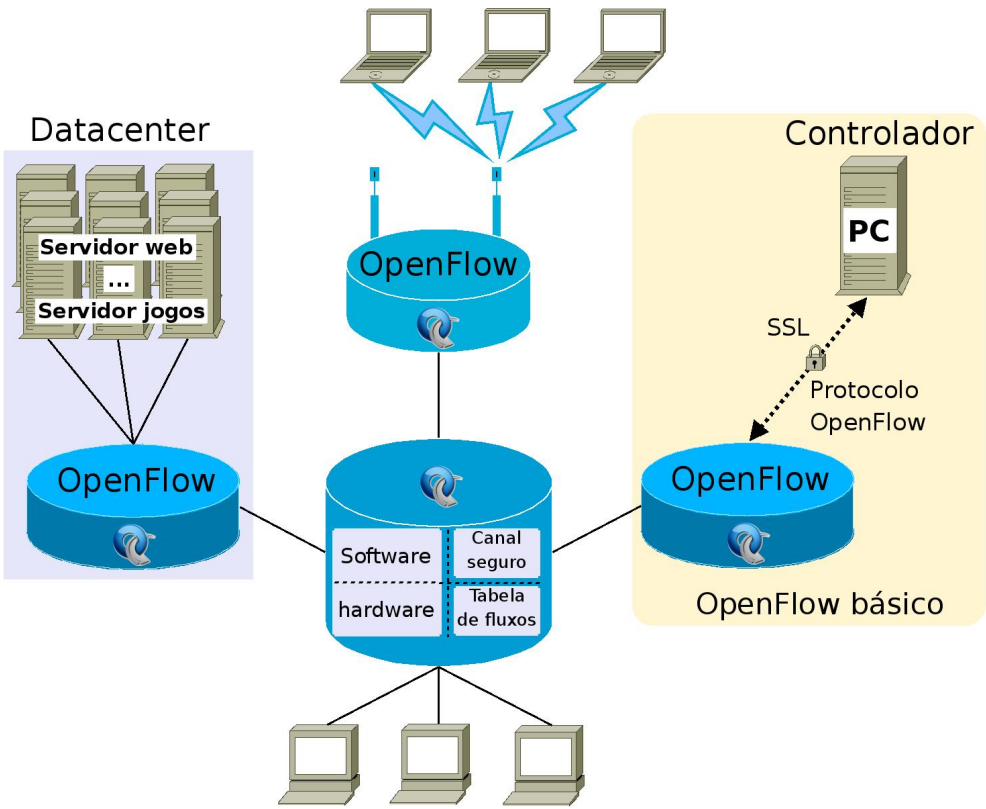 Datacenter
Servidor web
...
Servidor jogos
OpenFlow
OpenFlow
Controlador
PC
SSL
Protocolo
OpenFlow
OpenFlow
OpenFlow básico
Software
Canal
seguro
hardware
Tabela
de fluxos